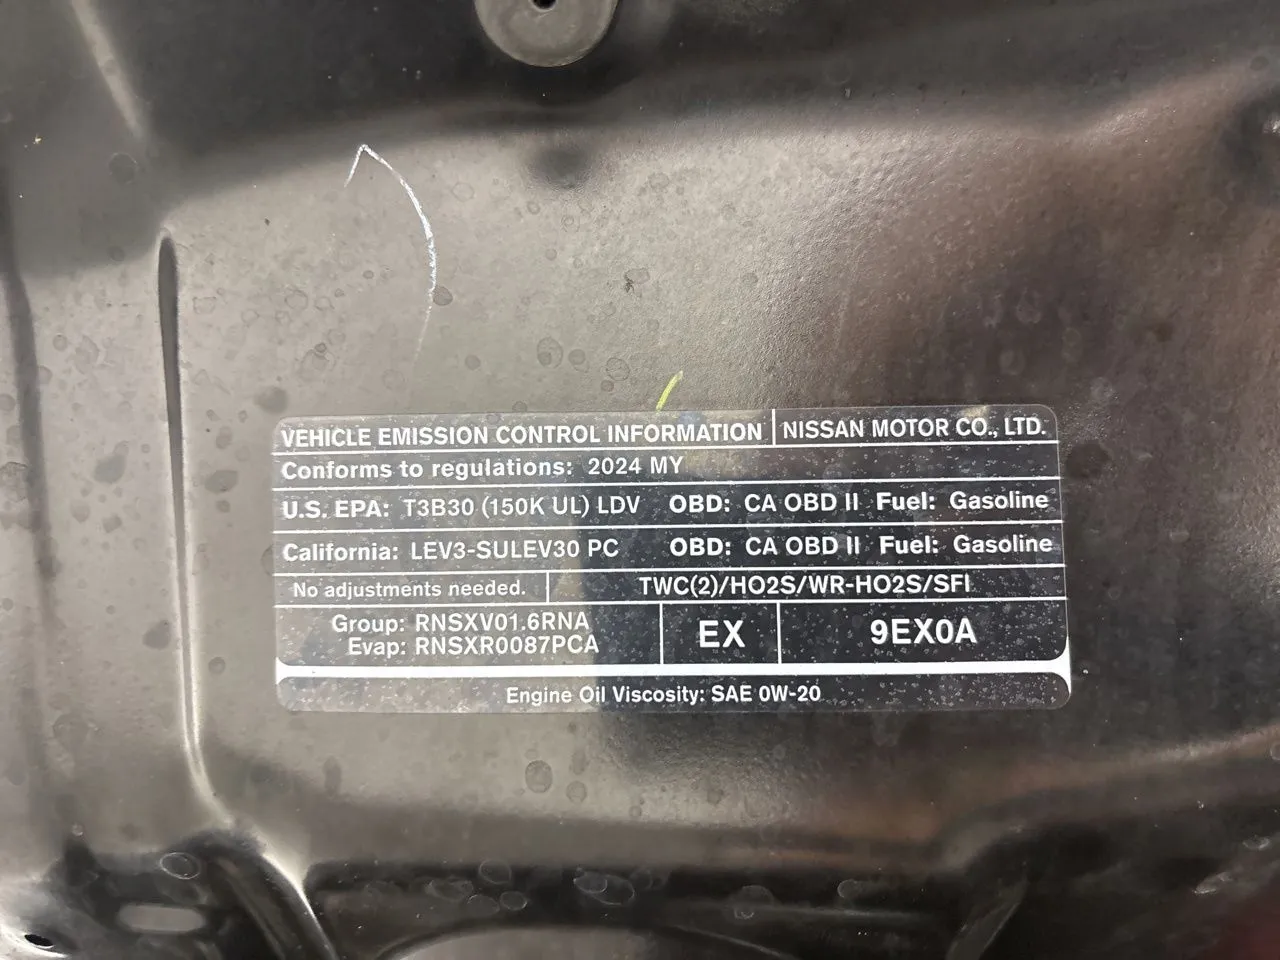 VEHICLE EMISSION CONTROL INFORMATION NISSAN MOTOR CO., LTD.
Conforms to regulations: 2024 MY
U.S. EPA: T3B30 (150K UL) LDV OBD: CA OBD II Fuel: Gasoline
California: LEV3-SULEV30 PC OBD: CA OBD II Fuel: Gasoline
No adjustments needed. TWC(2)/HO2S/WR-HO2S/SFI
Group: RNSXV01.6RNA
Evap: RNSXR0087PCA
EX
9EX0A
Engine Oil Viscosity: SAE 0W-20